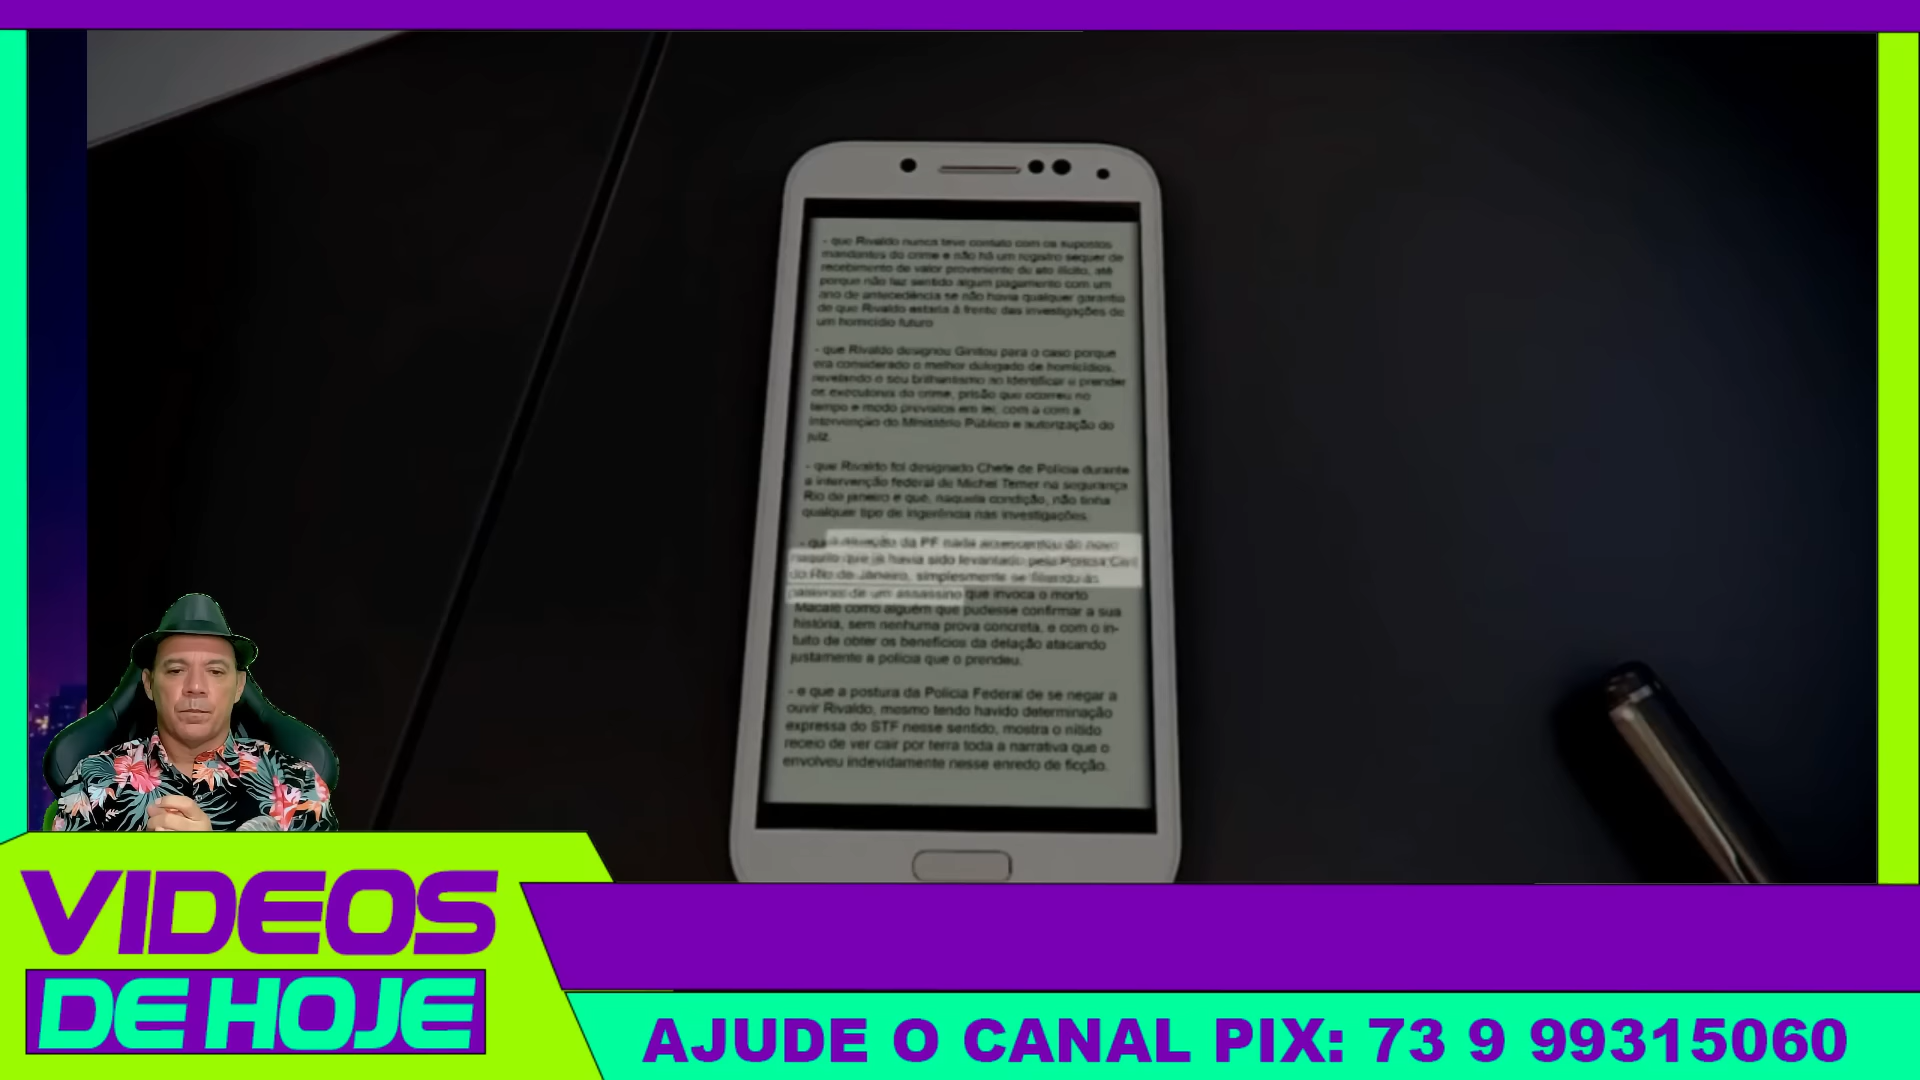 - que Rivaldo nunca teve contato com os supostos
mandantes do crime e não há um registro sequer de
recebimento de valor proveniente de ato ilícito, até
porque não faz sentido algum pagamento com um
ano de antecedência se não havia qualquer garantia
de que Rivaldo estaria à frente das investigações de
um homicídio futuro
- que Rivaldo designou Giniton para o caso porque
era considerado o melhor delegado de homicídios,
revelando o seu brilhantismo ao identificar e prender
os executores do crime, prisão que ocorreu no
tempo e modo previstos em lei, com a com a
intervenção do Ministério Público e autorização do
juiz.
- que Rivaldo foi designado Chefe de Polícia durante
a intervenção federal de Michel Temer na segurança
Rio de janeiro e que, naquela condição, não tinha
qualquer tipo de ingerência nas investigações.
- que a atuação da PF nada acrescentou de novo
naquilo que já havia sido levantado pela Polícia Civil
do Rio de Janeiro, simplesmente se filiando às
palavras de um assassino que invoca o morto
Macalé como alguém que pudesse confirmar a sua
história, sem nenhuma prova concreta, e com o in-
tuito de obter os benefícios da delação atacando
justamente a polícia que o prendeu.
- e que a postura da Polícia Federal de se negar a
ouvir Rivaldo, mesmo tendo havido determinação
expressa do STF nesse sentido, mostra o nítido
receio de ver cair por terra toda a narrativa que o
envolveu indevidamente nesse enredo de ficção.
VIDEOS
DE HOJE
AJUDE O CANAL PIX: 73 9 99315060